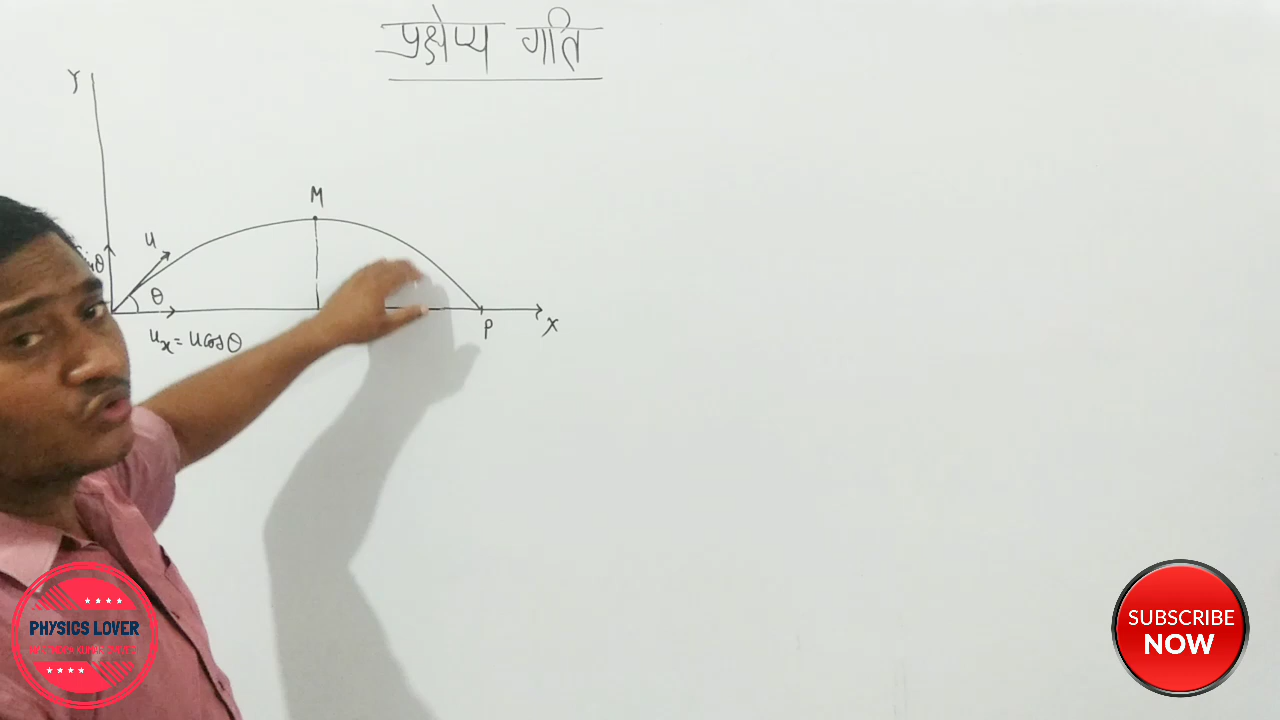 प्रक्षेप्य गति
Y
M
u
θ
θ
uₓ = u cos θ
P
X
PHYSICS LOVER
SUBSCRIBE
NOW